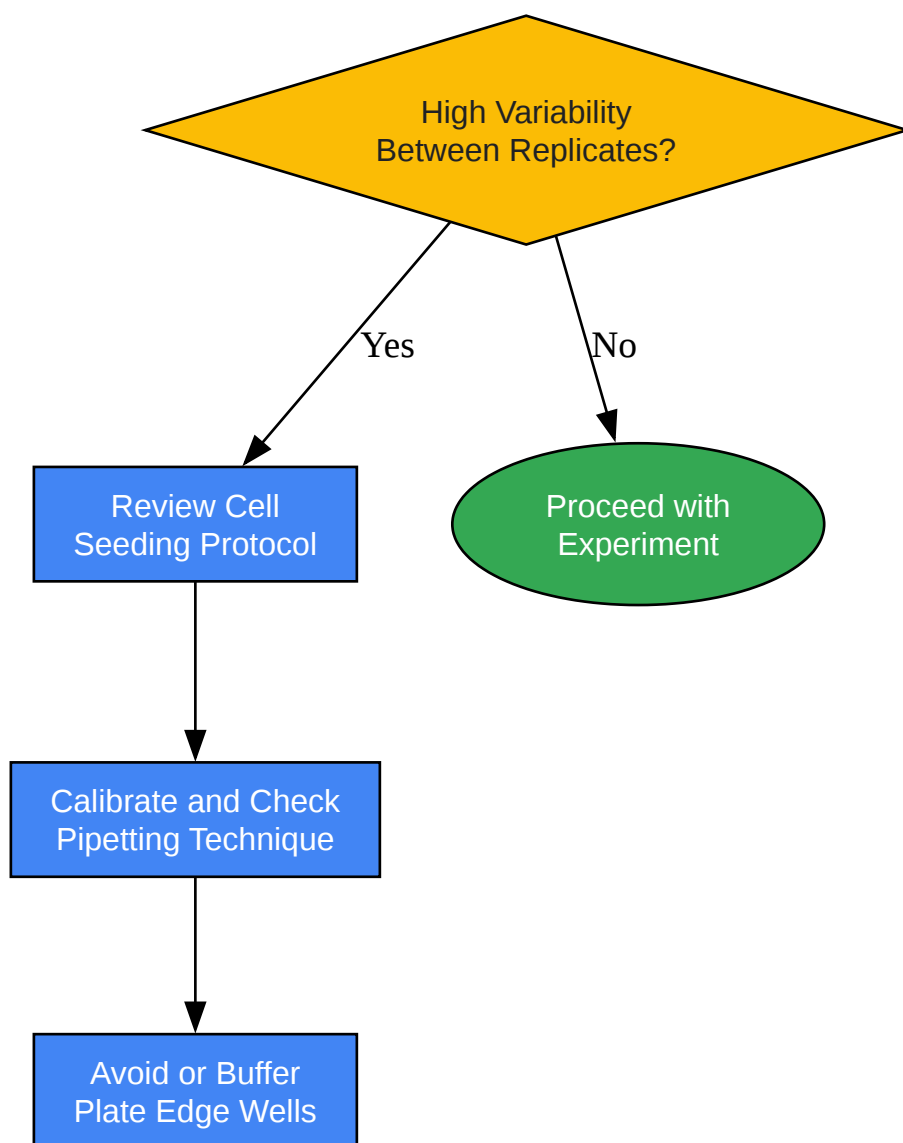 High Variability
Between Replicates?
Yes
No
Review Cell
Seeding Protocol
Proceed with
Experiment
Calibrate and Check
Pipetting Technique
Avoid or Buffer
Plate Edge Wells